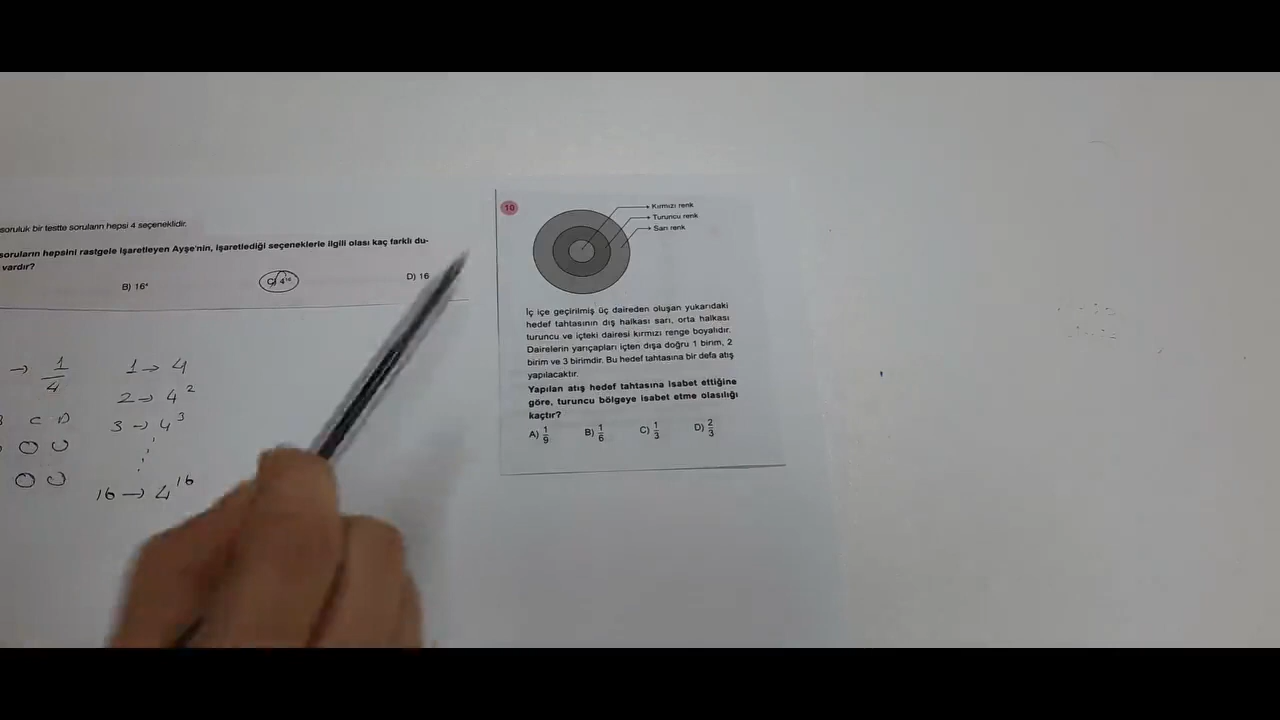 soruluk bir testte soruların hepsi 4 seçeneklidir.
soruların hepsini rastgele işaretleyen Ayşe'nin, işaretlediği seçeneklerle ilgili olası kaç farklı du-
vardır?
B) 16⁴ C) 4¹⁶ D) 16
→ 1/4
C D
1 → 4
2 → 4²
3 → 4³
16 → 4¹⁶
10
Kırmızı renk
Turuncu renk
Sarı renk
İç içe geçirilmiş üç daireden oluşan yukarıdaki
hedef tahtasının dış halkası sarı, orta halkası
turuncu ve içteki dairesi kırmızı renge boyalıdır.
Dairelerin yarıçapları içten dışa doğru 1 birim, 2
birim ve 3 birimdir. Bu hedef tahtasına bir defa atış
yapılacaktır.
Yapılan atış hedef tahtasına isabet ettiğine
göre, turuncu bölgeye isabet etme olasılığı
kaçtır?
A) 1/9 B) 1/6 C) 1/3 D) 2/3